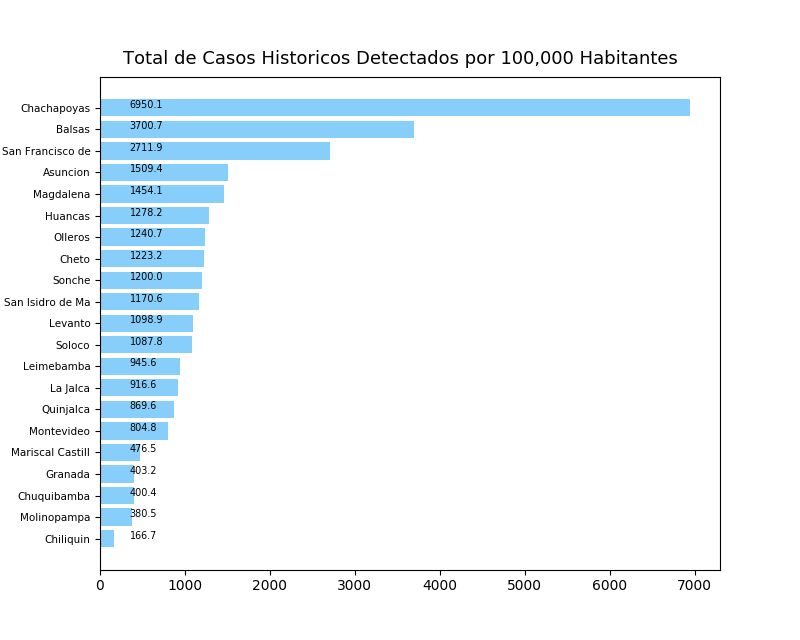 Total de Casos Historicos Detectados por 100,000 Habitantes
Chachapoyas 6950.1
Balsas 3700.7
San Francisco de 2711.9
Asuncion 1509.4
Magdalena 1454.1
Huancas 1278.2
Olleros 1240.7
Cheto 1223.2
Sonche 1200.0
San Isidro de Ma 1170.6
Levanto 1098.9
Soloco 1087.8
Leimebamba 945.6
La Jalca 916.6
Quinjalca 869.6
Montevideo 804.8
Mariscal Castill 476.5
Granada 403.2
Chuquibamba 400.4
Molinopampa 380.5
Chiliquin 166.7
0 1000 2000 3000 4000 5000 6000 7000